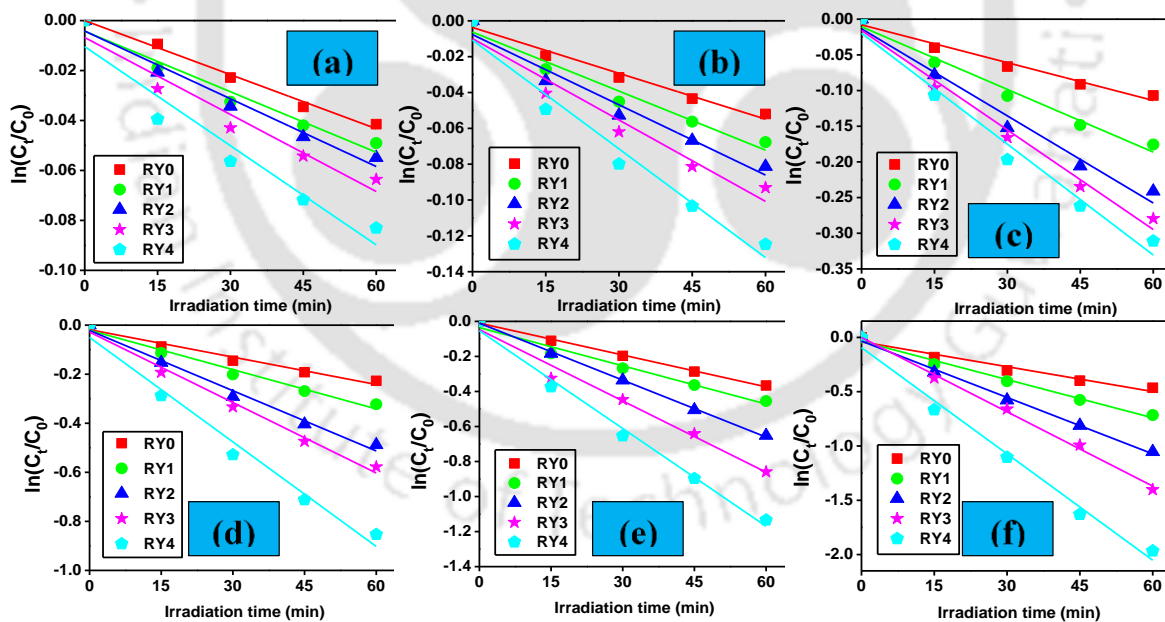 ln(Cₜ/C₀)
0.00
-0.02
-0.04
-0.06
-0.08
-0.10
(a)
RY0
RY1
RY2
RY3
RY4
0 15 30 45 60
Irradiation time (min)
ln(Cₜ/C₀)
0.00
-0.02
-0.04
-0.06
-0.08
-0.10
-0.12
-0.14
(b)
RY0
RY1
RY2
RY3
RY4
0 15 30 45 60
Irradiation time (min)
ln(Cₜ/C₀)
0.00
-0.05
-0.10
-0.15
-0.20
-0.25
-0.30
-0.35
(c)
RY0
RY1
RY2
RY3
RY4
0 15 30 45 60
Irradiation time (min)
ln(Cₜ/C₀)
0.0
-0.2
-0.4
-0.6
-0.8
-1.0
(d)
RY0
RY1
RY2
RY3
RY4
0 15 30 45 60
Irradiation time (min)
ln(Cₜ/C₀)
0.0
-0.2
-0.4
-0.6
-0.8
-1.0
-1.2
-1.4
(e)
RY0
RY1
RY2
RY3
RY4
0 15 30 45 60
Irradiation time (min)
ln(Cₜ/C₀)
0.0
-0.5
-1.0
-1.5
-2.0
(f)
RY0
RY1
RY2
RY3
RY4
0 15 30 45 60
Irradiation time (min)
Institute of Technology